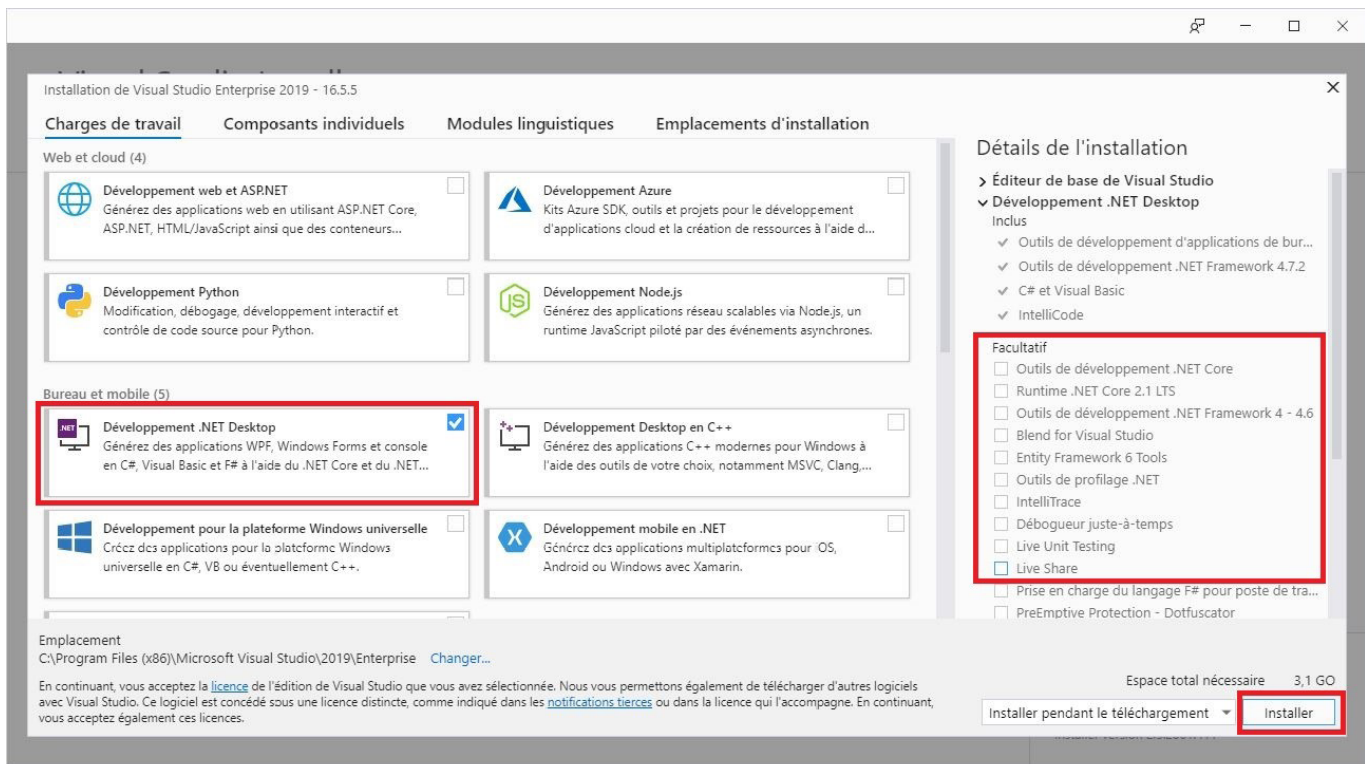 Installation de Visual Studio Enterprise 2019 - 16.5.5
Charges de travail
Composants individuels
Modules linguistiques
Emplacements d'installation
Web et cloud (4)
Développement web et ASP.NET
Générez des applications web en utilisant ASP.NET Core,
ASP.NET, HTML/JavaScript ainsi que des conteneurs...
Développement Azure
Kits Azure SDK, outils et projets pour le développement
d'applications cloud et la création de ressources à l'aide d...
Développement Python
Modification, débogage, développement interactif et
contrôle de code source pour Python.
Développement Node.js
Générez des applications réseau scalables via Node.js, un
runtime JavaScript piloté par des événements asynchrones.
Bureau et mobile (5)
.NET
Développement .NET Desktop
Générez des applications WPF, Windows Forms et console
en C#, Visual Basic et F# à l'aide du .NET Core et du .NET...
Développement Desktop en C++
Générez des applications C++ modernes pour Windows à
l'aide des outils de votre choix, notamment MSVC, Clang,...
Développement pour la plateforme Windows universelle
Créez des applications pour la plateforme Windows
universelle en C#, VB ou éventuellement C++.
Développement mobile en .NET
Générez des applications multiplateformes pour iOS,
Android ou Windows avec Xamarin.
Détails de l'installation
Éditeur de base de Visual Studio
Développement .NET Desktop
Inclus
Outils de développement d'applications de bur...
Outils de développement .NET Framework 4.7.2
C# et Visual Basic
IntelliCode
Facultatif
Outils de développement .NET Core
Runtime .NET Core 2.1 LTS
Outils de développement .NET Framework 4 - 4.6
Blend for Visual Studio
Entity Framework 6 Tools
Outils de profilage .NET
IntelliTrace
Débogueur juste-à-temps
Live Unit Testing
Live Share
Prise en charge du langage F# pour poste de tra...
PreEmptive Protection - Dotfuscator
Emplacement
C:\Program Files (x86)\Microsoft Visual Studio\2019\Enterprise Changer...
En continuant, vous acceptez la licence de l'édition de Visual Studio que vous avez sélectionnée. Nous vous permettons également de télécharger d'autres logiciels
avec Visual Studio. Ce logiciel est concédé sous une licence distincte, comme indiqué dans les notifications tierces ou dans la licence qui l'accompagne. En continuant,
vous acceptez également ces licences.
Espace total nécessaire 3,1 GO
Installer pendant le téléchargement
Installer